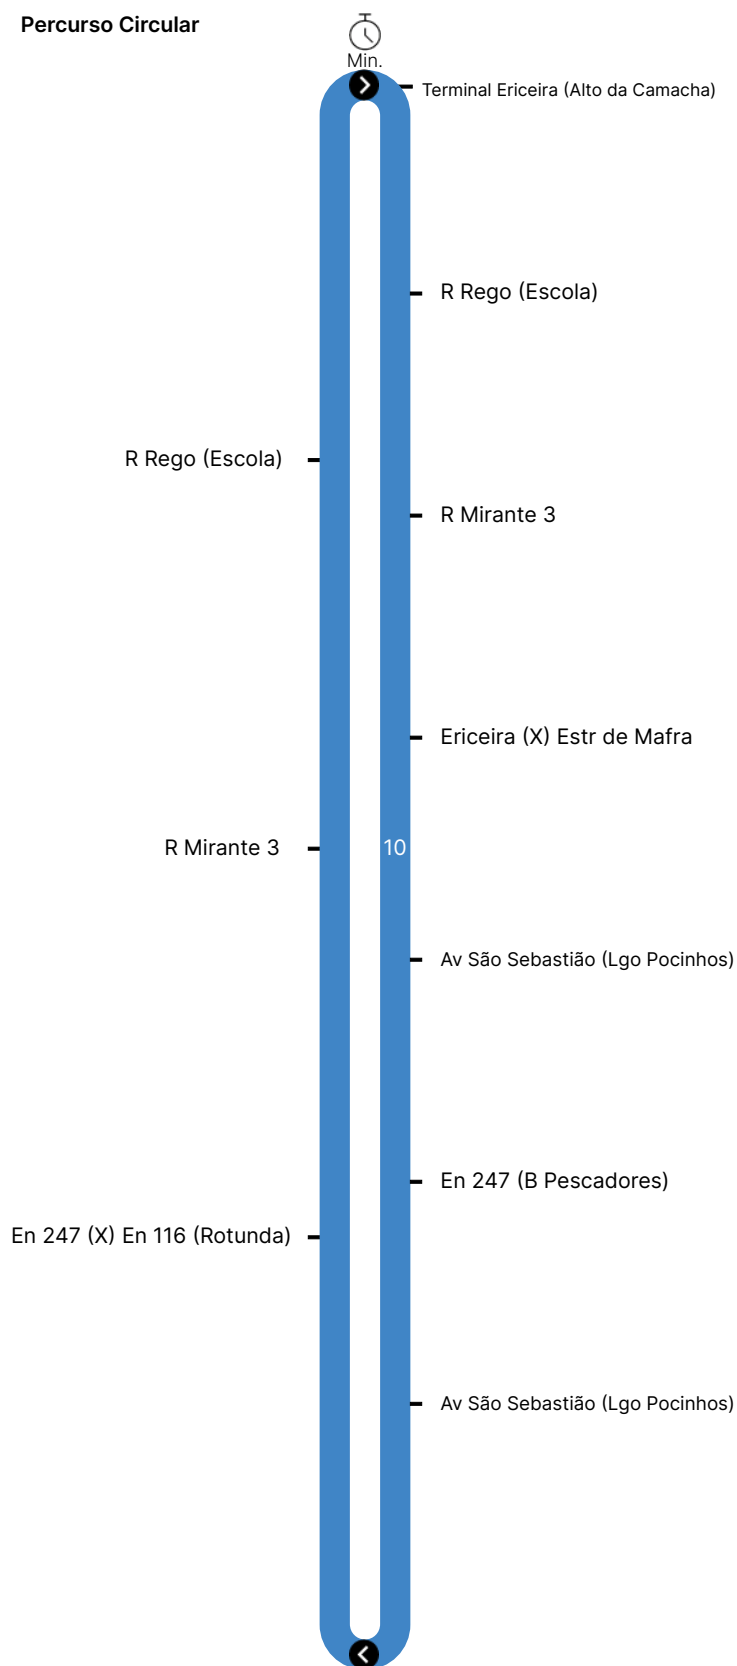 Percurso Circular
Min.
Terminal Ericeira (Alto da Camacha)
R Rego (Escola)
R Rego (Escola)
R Mirante 3
Ericeira (X) Estr de Mafra
R Mirante 3
10
Av São Sebastião (Lgo Pocinhos)
En 247 (B Pescadores)
En 247 (X) En 116 (Rotunda)
Av São Sebastião (Lgo Pocinhos)